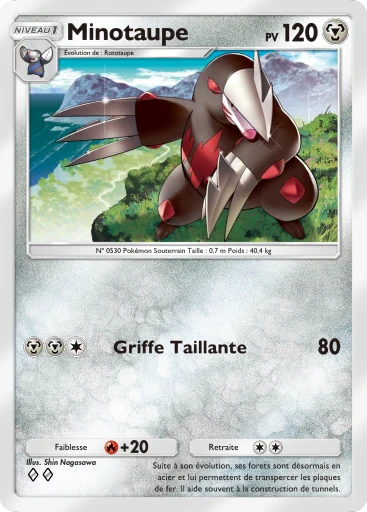 NIVEAU 1
Minotaupe
PV 120
Évolution de : Rototaupe
N° 0530 Pokémon Souterrain Taille : 0,7 m Poids : 40,4 kg
Griffe Taillante 80
Faiblesse +20 Retraite
Illus. Shin Nagasawa
Suite à son évolution, ses forets sont désormais en
acier et lui permettent de transpercer les plaques
de fer. Il aide souvent à la construction de tunnels.